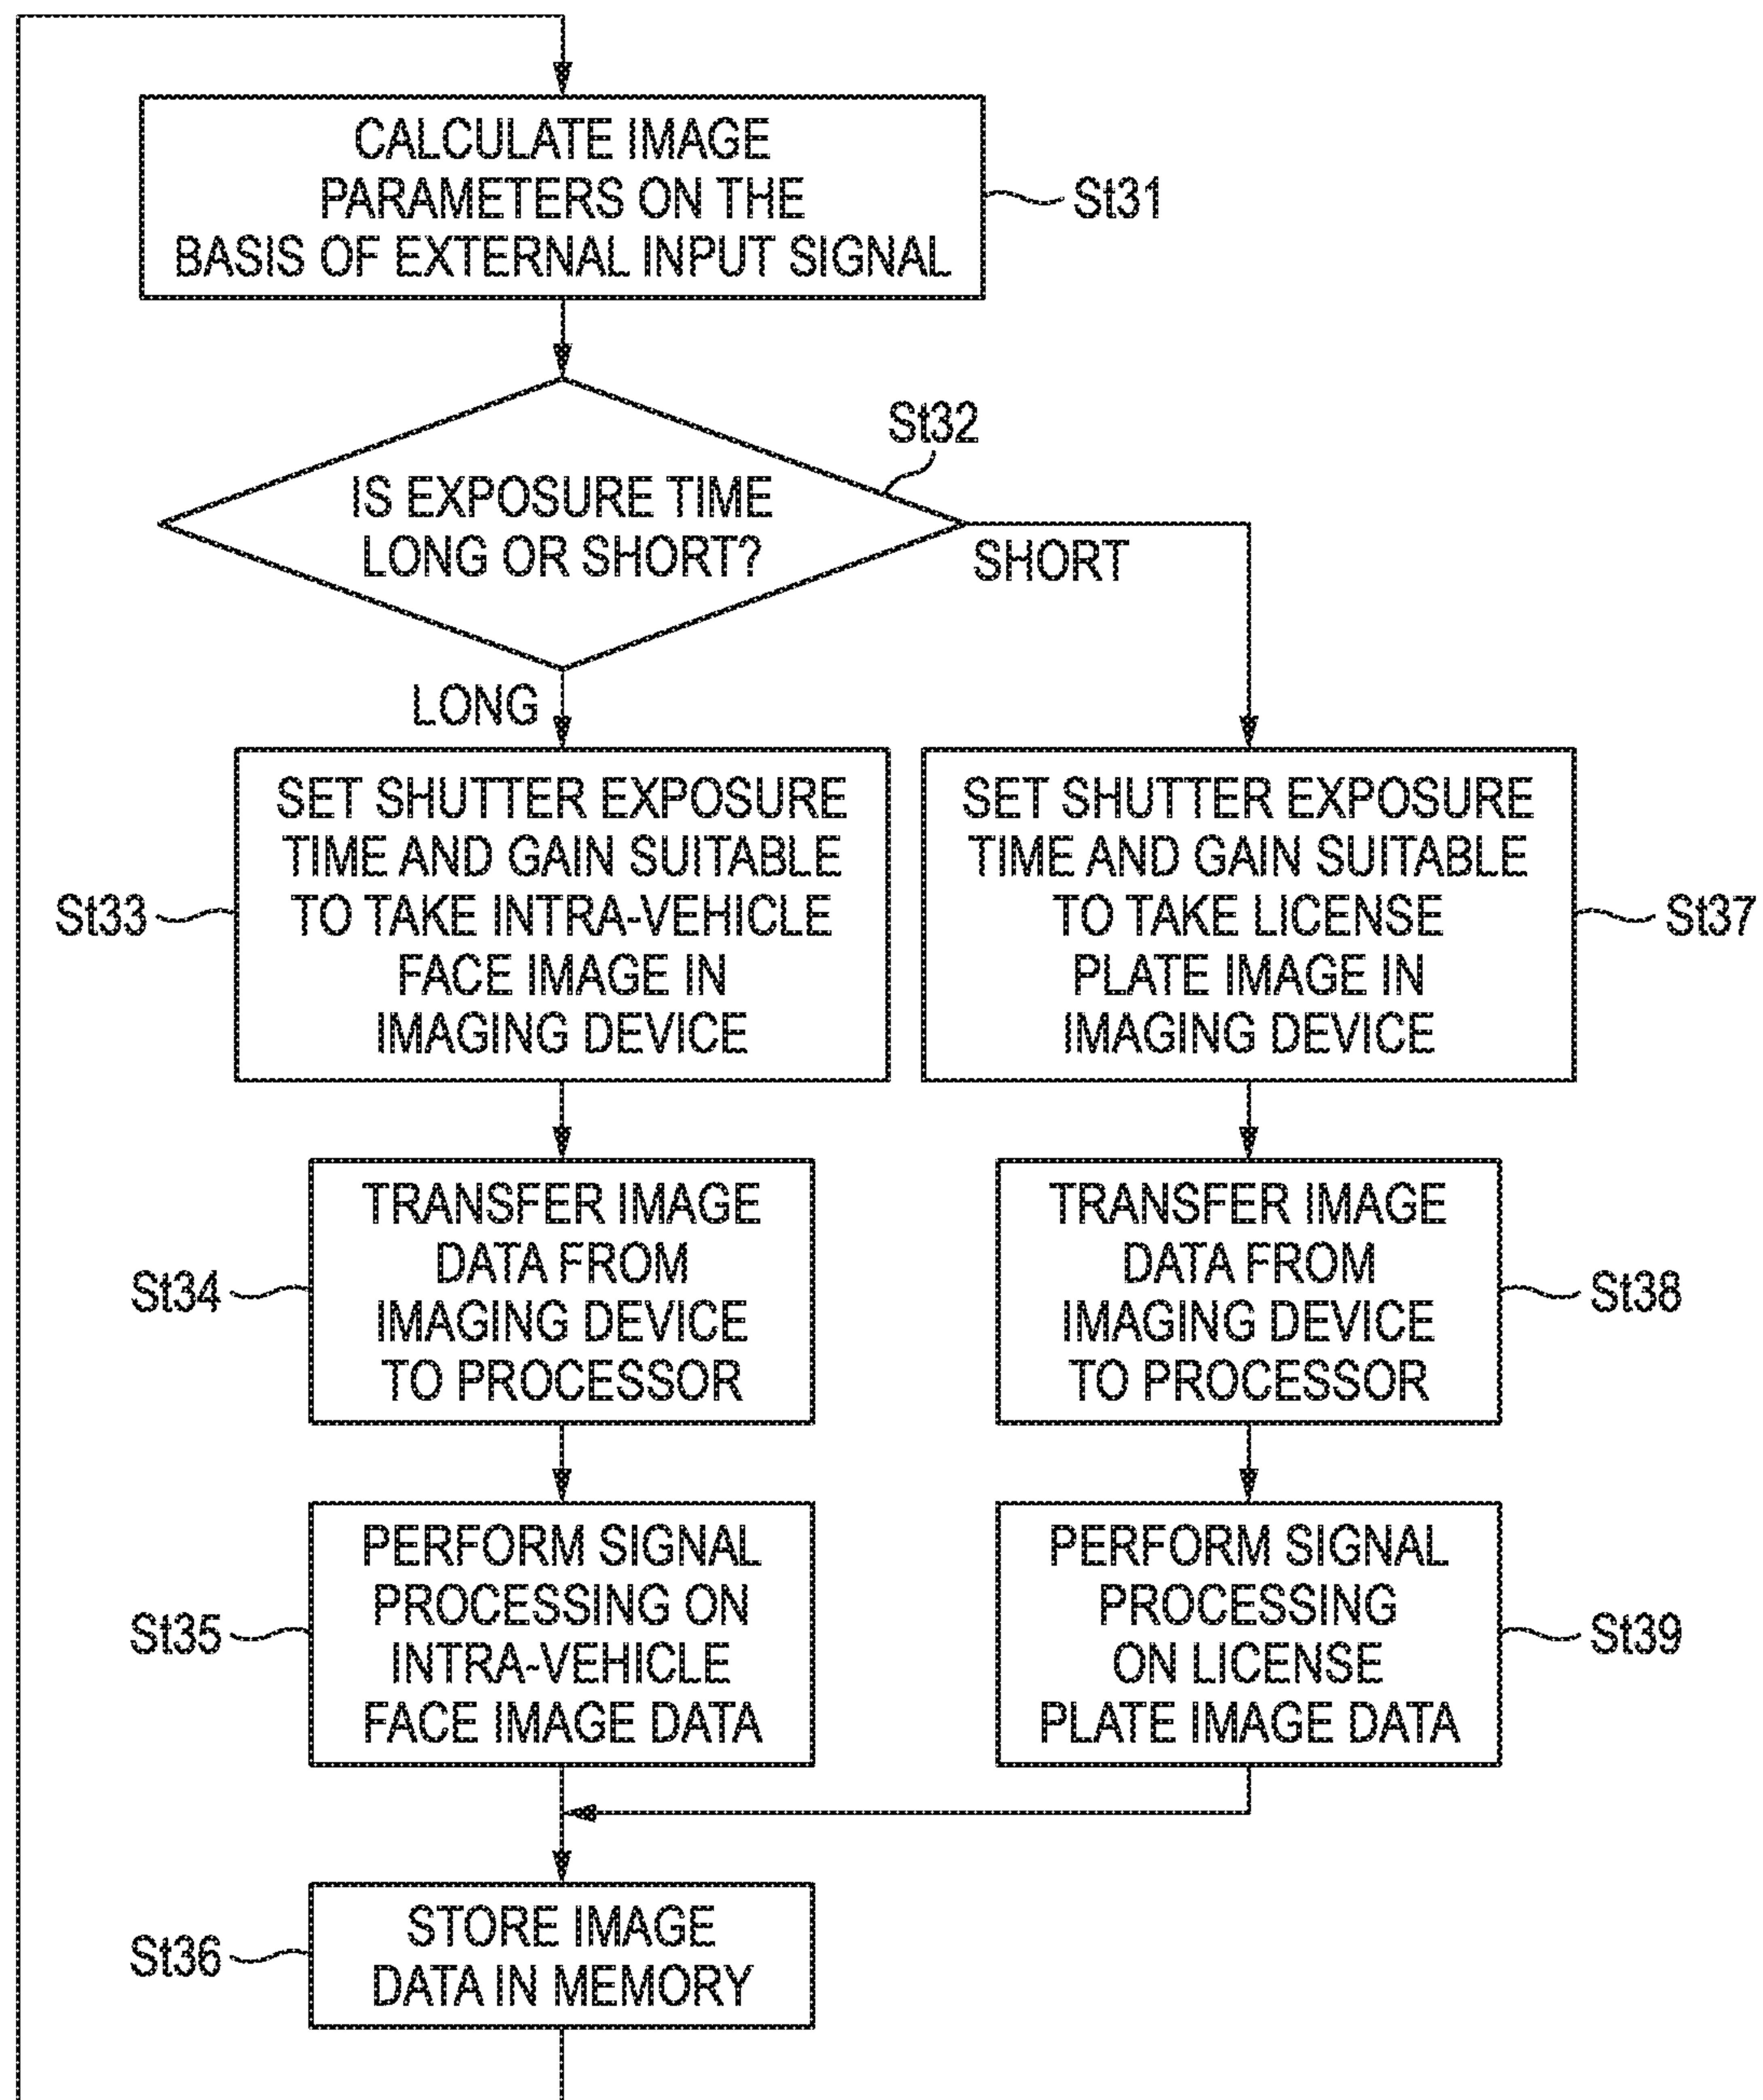 CALCULATE IMAGE
PARAMETERS ON THE
BASIS OF EXTERNAL INPUT SIGNAL
St31
St32
IS EXPOSURE TIME
LONG OR SHORT?
SHORT
LONG
SET SHUTTER EXPOSURE
TIME AND GAIN SUITABLE
TO TAKE INTRA-VEHICLE
FACE IMAGE IN
IMAGING DEVICE
St33
SET SHUTTER EXPOSURE
TIME AND GAIN SUITABLE
TO TAKE LICENSE
PLATE IMAGE IN
IMAGING DEVICE
St37
TRANSFER IMAGE
DATA FROM
IMAGING DEVICE
TO PROCESSOR
St34
TRANSFER IMAGE
DATA FROM
IMAGING DEVICE
TO PROCESSOR
St38
PERFORM SIGNAL
PROCESSING ON
INTRA-VEHICLE
FACE IMAGE DATA
St35
PERFORM SIGNAL
PROCESSING
ON LICENSE
PLATE IMAGE DATA
St39
STORE IMAGE
DATA IN MEMORY
St36